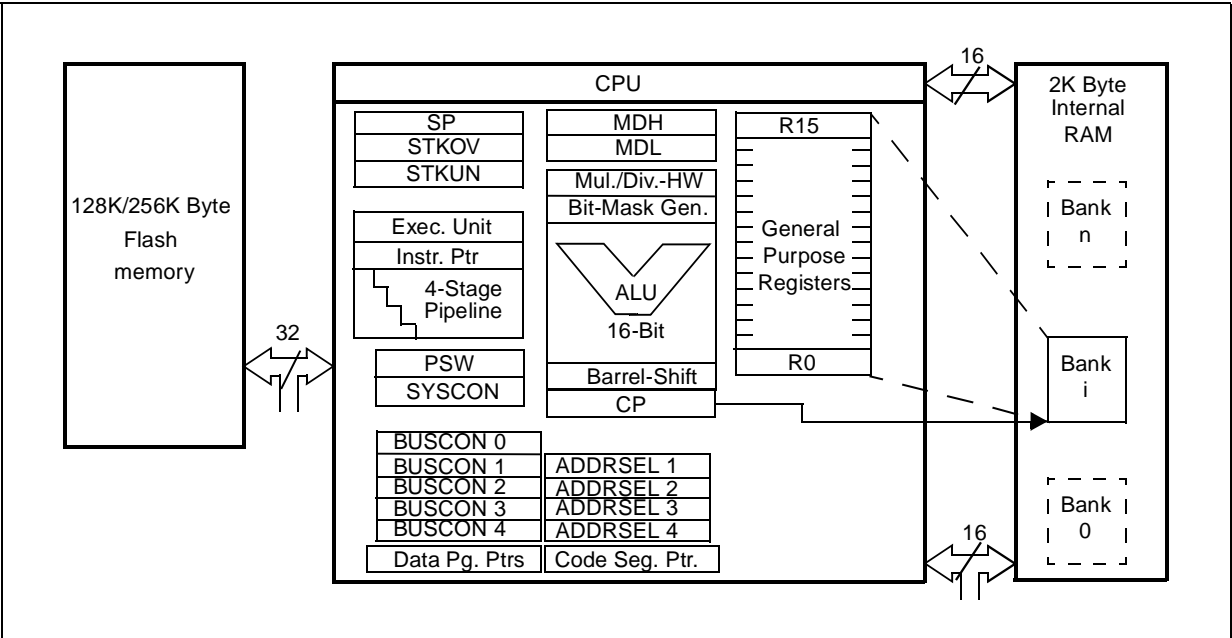 128K/256K Byte
Flash
memory
32
CPU
SP
STKOV
STKUN
Exec. Unit
Instr. Ptr
4-Stage
Pipeline
PSW
SYSCON
BUSCON 0
BUSCON 1
BUSCON 2
BUSCON 3
BUSCON 4
Data Pg. Ptrs
MDH
MDL
Mul./Div.-HW
Bit-Mask Gen.
ALU
16-Bit
Barrel-Shift
CP
ADDRSEL 1
ADDRSEL 2
ADDRSEL 3
ADDRSEL 4
Code Seg. Ptr.
R15
General
Purpose
Registers
R0
16
16
2K Byte
Internal
RAM
Bank
n
Bank
i
Bank
0